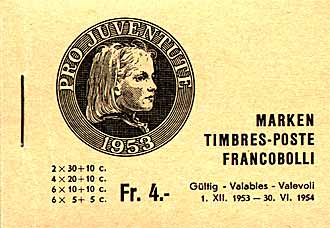 PRO JUVENTUTE
1953
MARKEN
TIMBRES-POSTE
FRANCOBOLLI
2 × 30 + 10 c.
4 × 20 + 10 c.
6 × 10 + 10 c.
6 × 5 + 5 c.
Fr. 4.-
Gültig - Valables - Valevoli
1. XII. 1953 — 30. VI. 1954